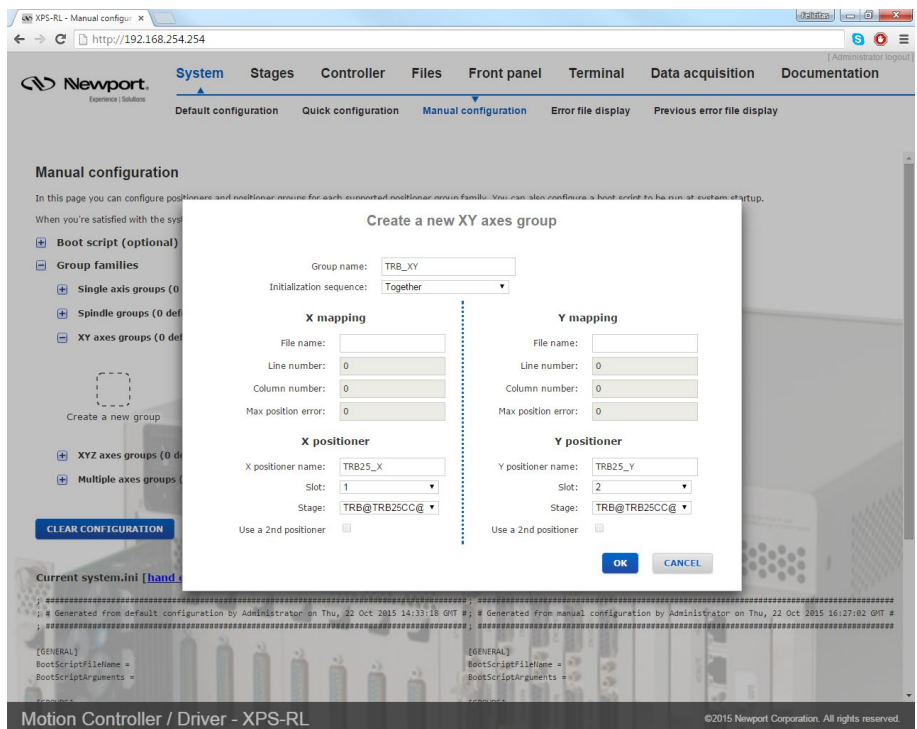 XPS-RL - Manual configur
Felicitas
http://192.168.254.254
[ Administrator logout ]
Newport.
Experience | Solutions
System Stages Controller Files Front panel Terminal Data acquisition Documentation
Default configuration Quick configuration Manual configuration Error file display Previous error file display
Manual configuration
In this page you can configure positioners and positioner groups for each supported positioner group family. You can also configure a boot script to be run at system startup.
When you're satisfied with the sys
Boot script (optional)
Group families
Single axis groups (0
Spindle groups (0 def
XY axes groups (0 def
Create a new group
XYZ axes groups (0 de
Multiple axes groups (
CLEAR CONFIGURATION
Create a new XY axes group
Group name: TRB_XY
Initialization sequence: Together
X mapping
File name:
Line number: 0
Column number: 0
Max position error: 0
X positioner
X positioner name: TRB25_X
Slot: 1
Stage: TRB@TRB25CC@
Use a 2nd positioner
Y mapping
File name:
Line number: 0
Column number: 0
Max position error: 0
Y positioner
Y positioner name: TRB25_Y
Slot: 2
Stage: TRB@TRB25CC@
Use a 2nd positioner
OK CANCEL
Current system.ini [hand
; # Generated from default configuration by Administrator on Thu, 22 Oct 2015 14:33:18 GMT #
[GENERAL]
BootScriptFileName =
BootScriptArguments =
; # Generated from manual configuration by Administrator on Thu, 22 Oct 2015 16:27:02 GMT #
[GENERAL]
BootScriptFileName =
BootScriptArguments =
Motion Controller / Driver - XPS-RL
©2015 Newport Corporation. All rights reserved.